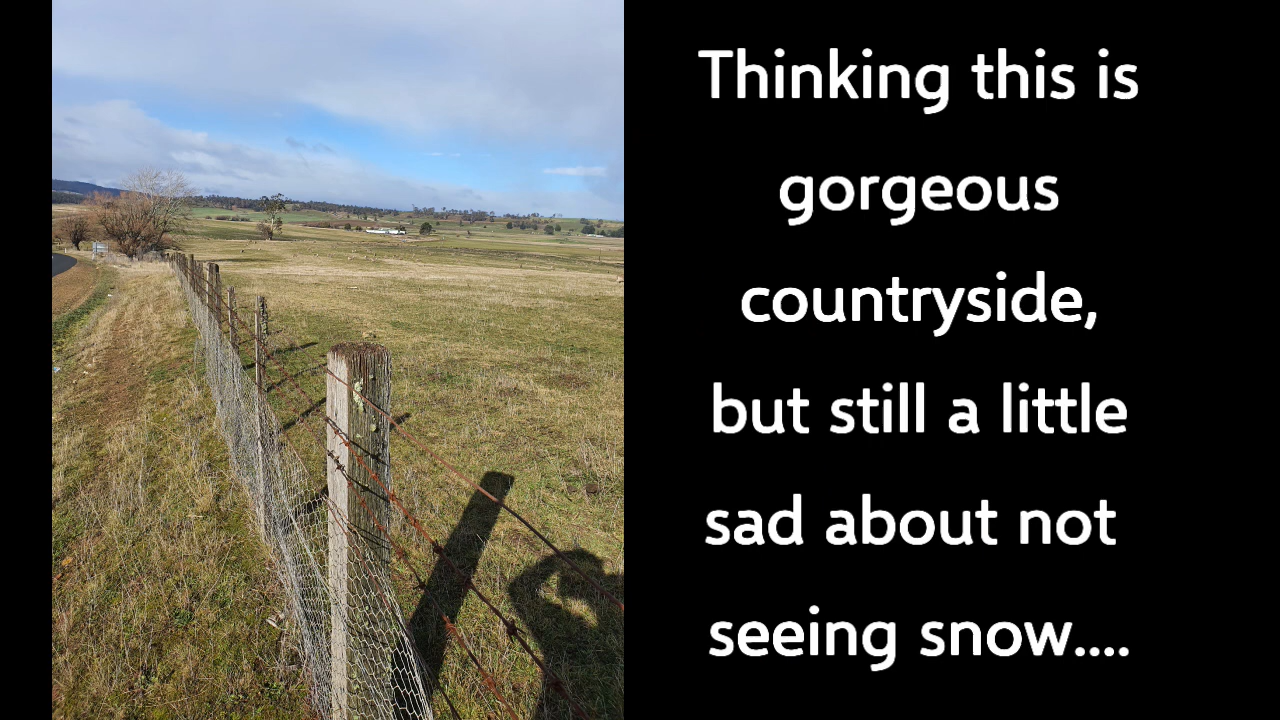 Thinking this is
gorgeous
countryside,
but still a little
sad about not
seeing snow....